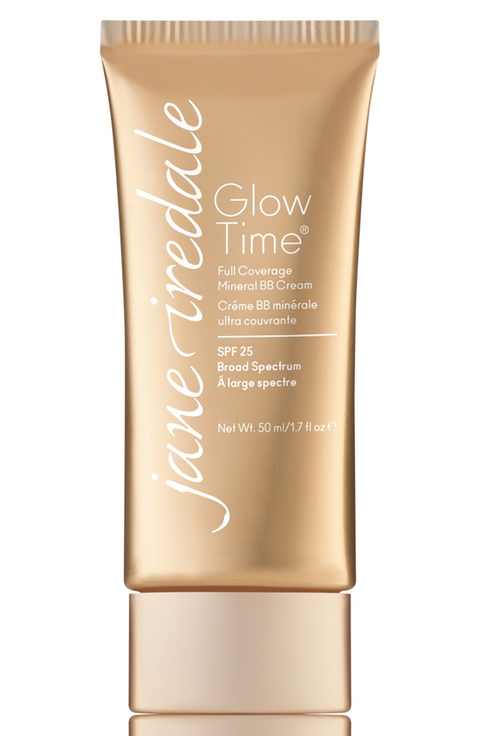 jane iredale
Glow
Time®
Full Coverage
Mineral BB Cream
Crème BB minérale
ultra couvrante
SPF 25
Broad Spectrum
À large spectre
Net Wt. 50 ml/1.7 fl oz ℮